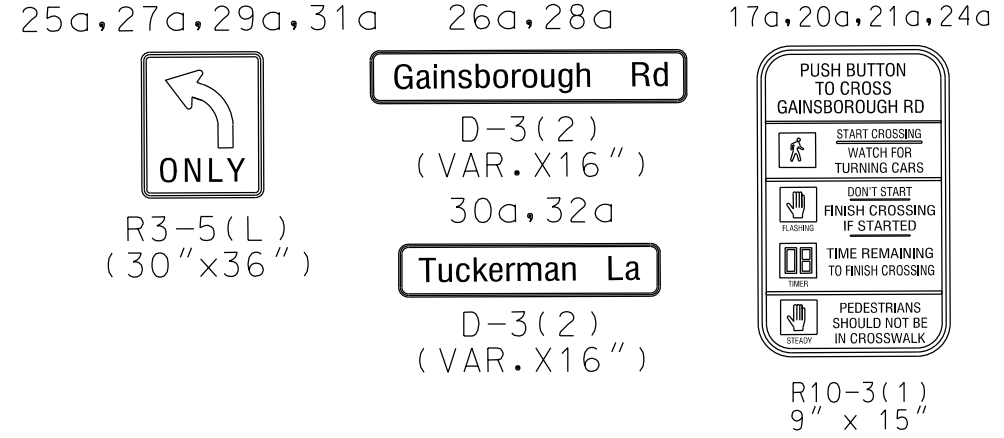 25a,27a,29a,31a
ONLY
R3-5(L)
(30"x36")
26a,28a
Gainsborough Rd
D-3(2)
(VAR.X16")
30a,32a
Tuckerman La
D-3(2)
(VAR.X16")
17a,20a,21a,24a
PUSH BUTTON
TO CROSS
GAINSBOROUGH RD
START CROSSING
WATCH FOR
TURNING CARS
DON'T START
FINISH CROSSING
IF STARTED
FLASHING
08
TIME REMAINING
TO FINISH CROSSING
TIMER
PEDESTRIANS
SHOULD NOT BE
IN CROSSWALK
STEADY
R10-3(1)
9" x 15"